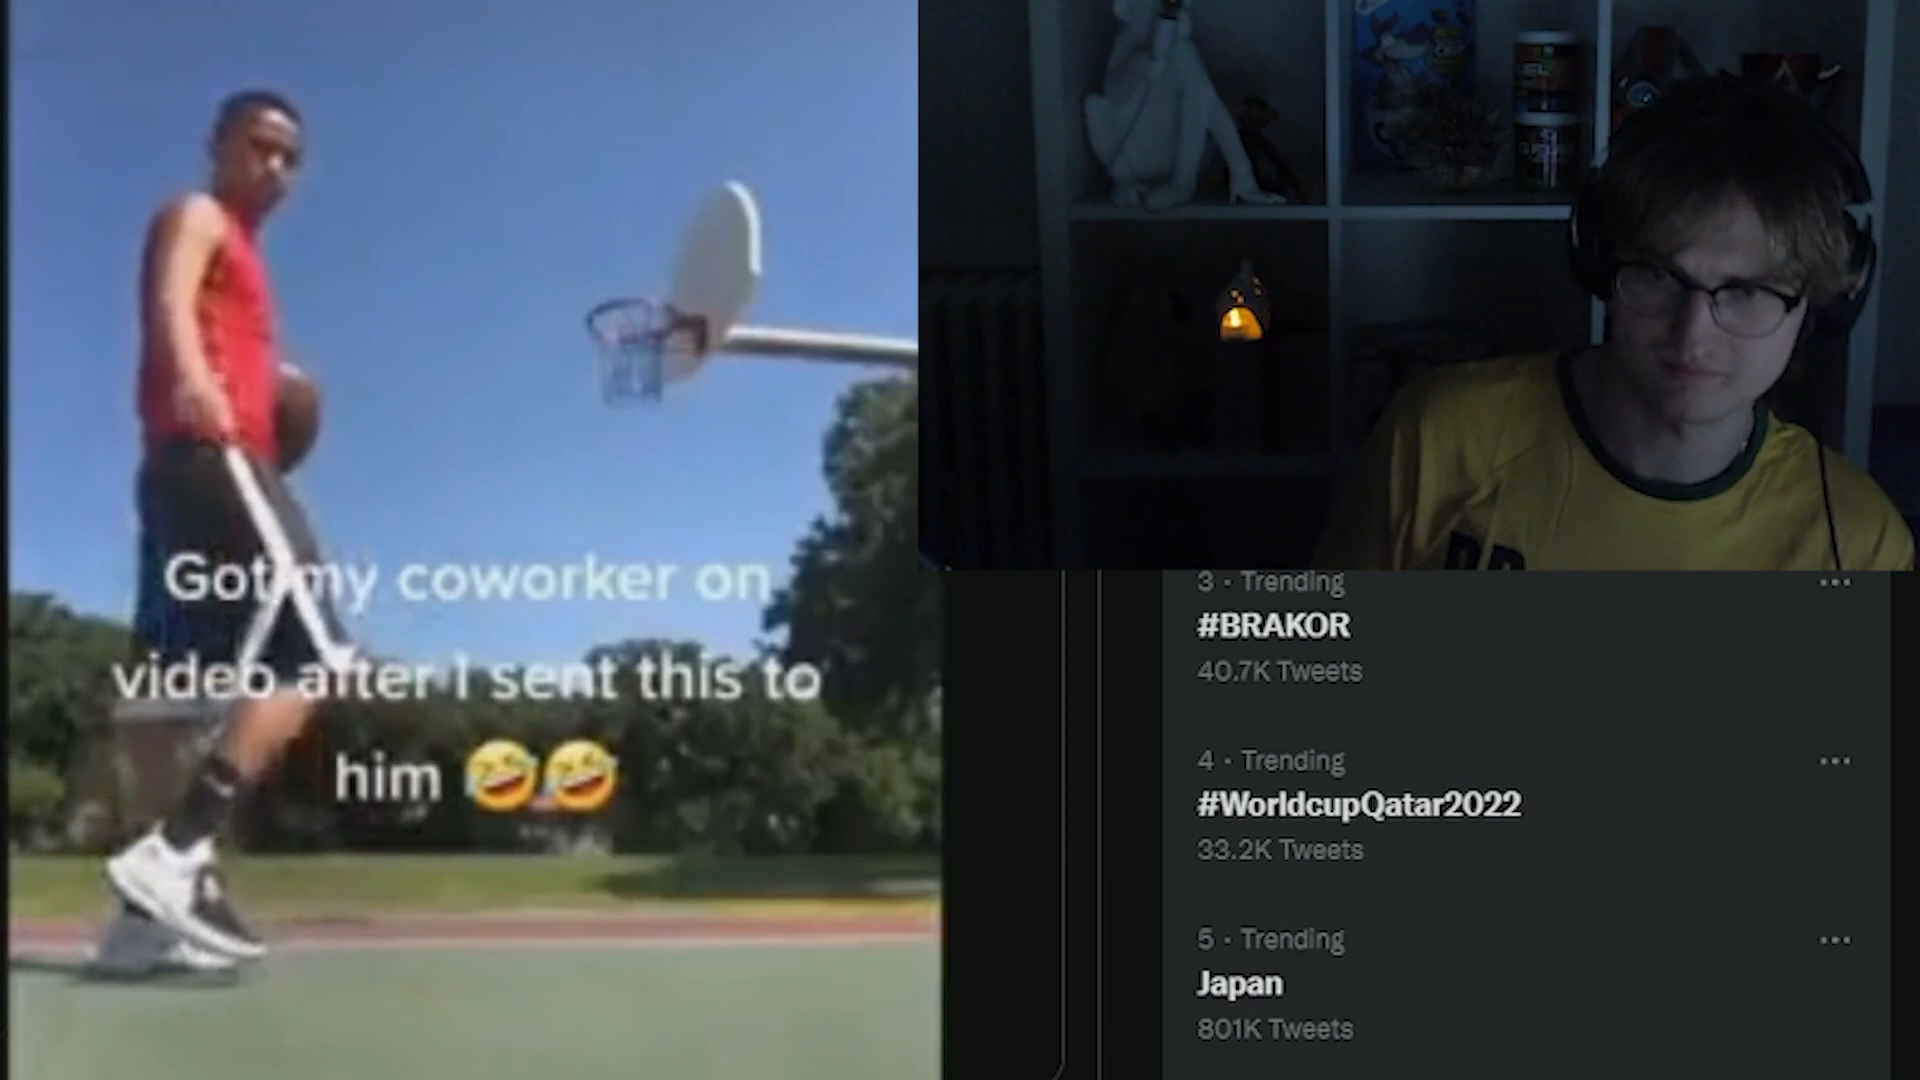 Got my coworker on
video after I sent this to
him 🤣🤣
3 · Trending
#BRAKOR
40.7K Tweets
4 · Trending
#WorldcupQatar2022
33.2K Tweets
5 · Trending
Japan
801K Tweets